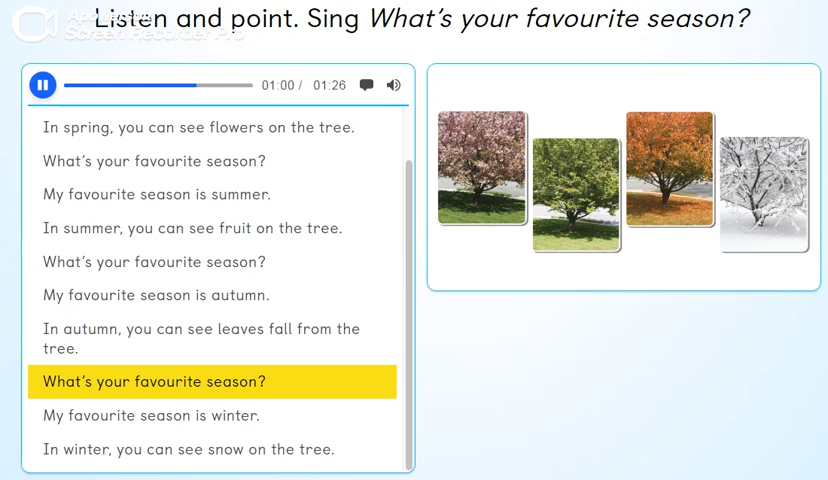 Apowersoft
Screen Recorder Pro
Listen and point. Sing What's your favourite season?
01:00 / 01:26
In spring, you can see flowers on the tree.
What's your favourite season?
My favourite season is summer.
In summer, you can see fruit on the tree.
What's your favourite season?
My favourite season is autumn.
In autumn, you can see leaves fall from the
tree.
What's your favourite season?
My favourite season is winter.
In winter, you can see snow on the tree.